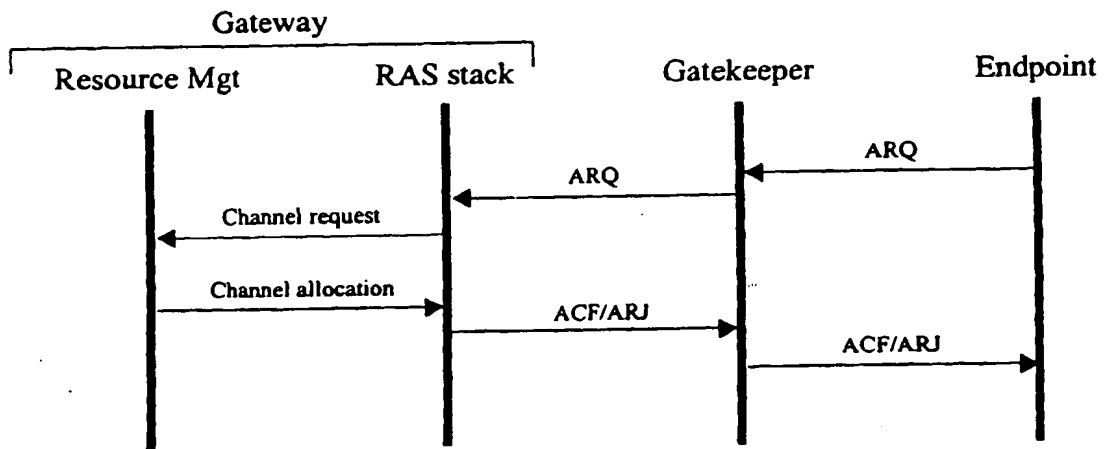 Gateway
Resource Mgt
RAS stack
Gatekeeper
Endpoint
ARQ
ARQ
Channel request
Channel allocation
ACF/ARJ
ACF/ARJ